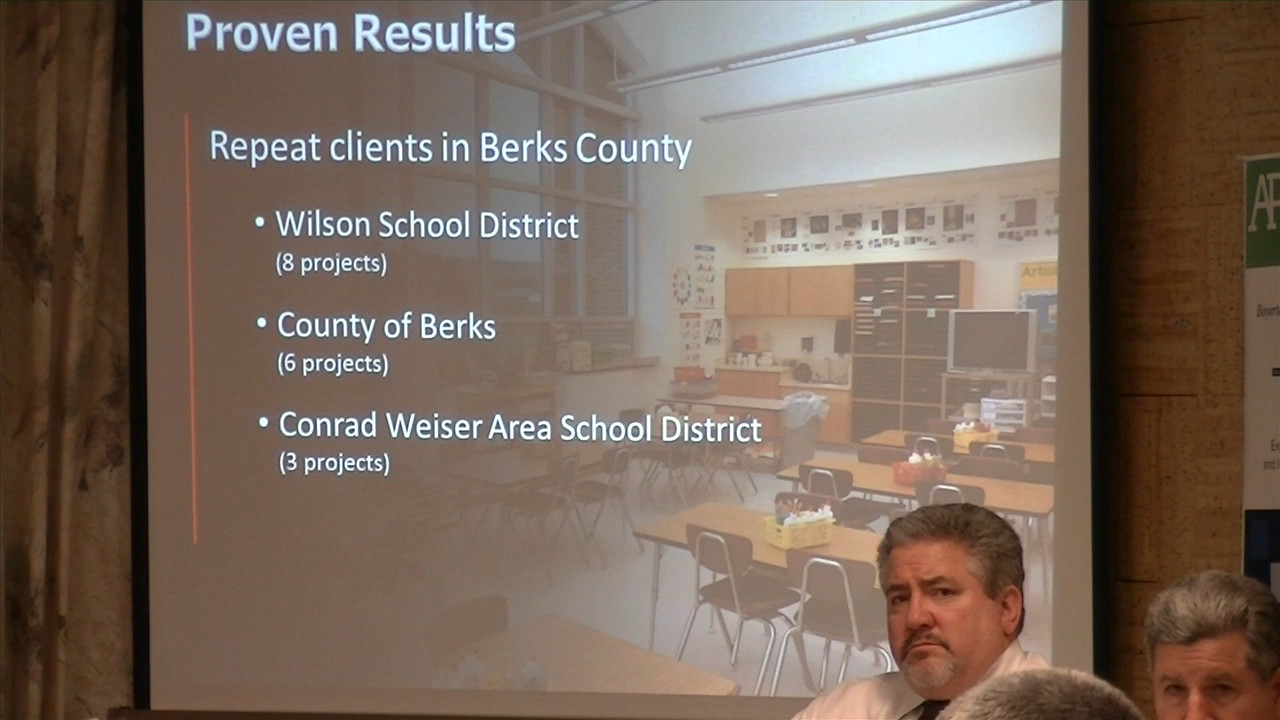 Proven Results
Repeat clients in Berks County
• Wilson School District
(8 projects)
• County of Berks
(6 projects)
• Conrad Weiser Area School District
(3 projects)
Artist